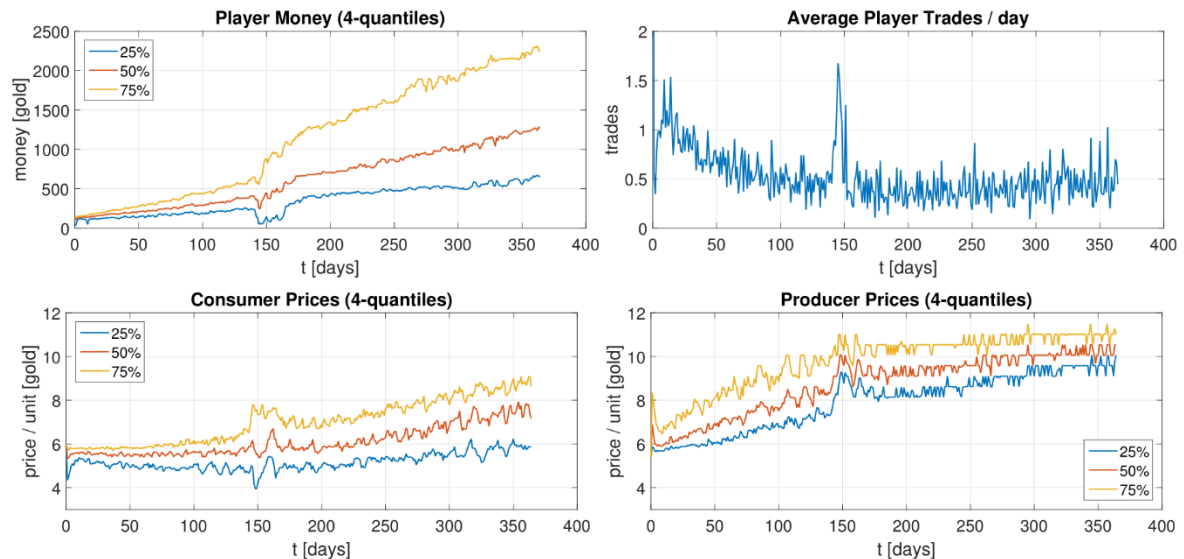 Player Money (4-quantiles)
2500
2000
1500
1000
500
0
money [gold]
25%
50%
75%
0 50 100 150 200 250 300 350 400
t [days]
Average Player Trades / day
2
1.5
1
0.5
0
trades
0 50 100 150 200 250 300 350 400
t [days]
Consumer Prices (4-quantiles)
12
10
8
6
4
price / unit [gold]
25%
50%
75%
0 50 100 150 200 250 300 350 400
t [days]
Producer Prices (4-quantiles)
12
10
8
6
4
price / unit [gold]
25%
50%
75%
0 50 100 150 200 250 300 350 400
t [days]